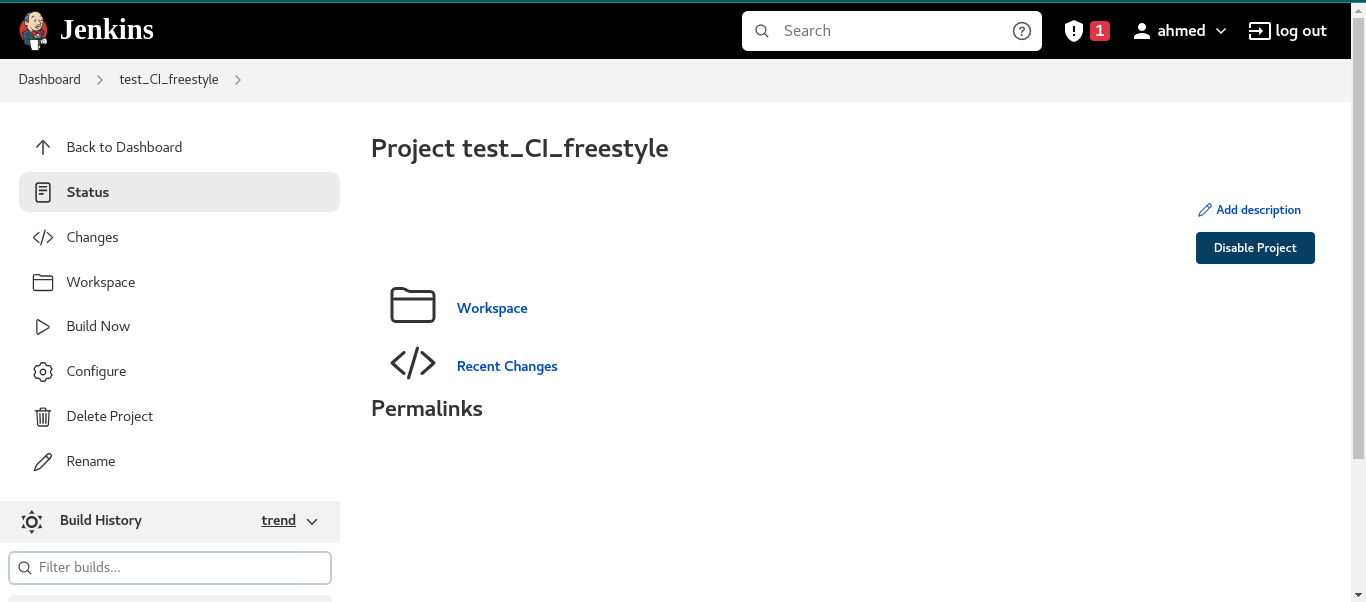 Jenkins
Search
1
ahmed
log out
Dashboard
test_CI_freestyle
Back to Dashboard
Status
Changes
Workspace
Build Now
Configure
Delete Project
Rename
Build History
trend
Filter builds...
Project test_CI_freestyle
Add description
Disable Project
Workspace
Recent Changes
Permalinks